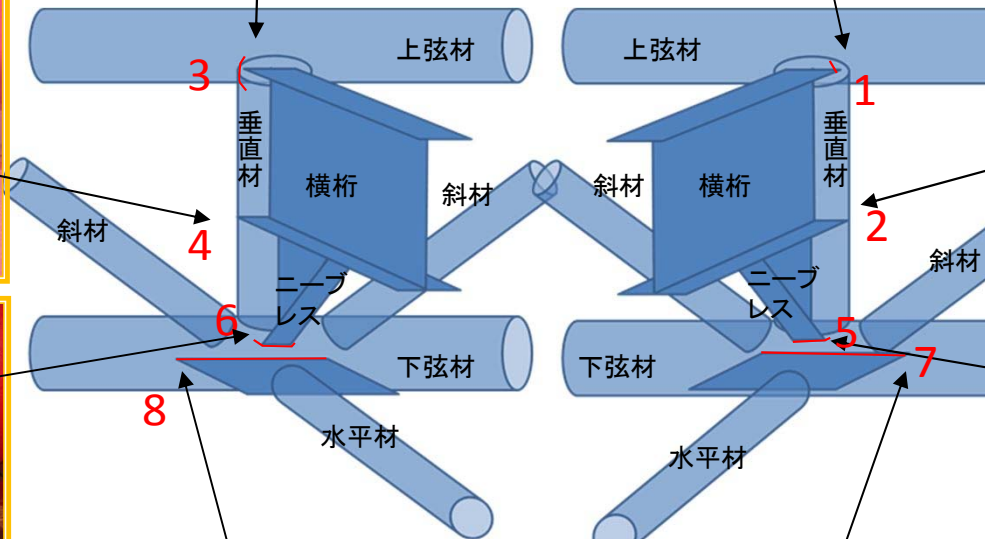 上弦材
上弦材
3
1
垂直材
垂直材
横桁
斜材
斜材
横桁
2
斜材
4
斜材
ニーブ
レス
ニーブ
レス
6
5
下弦材
下弦材
7
8
水平材
水平材